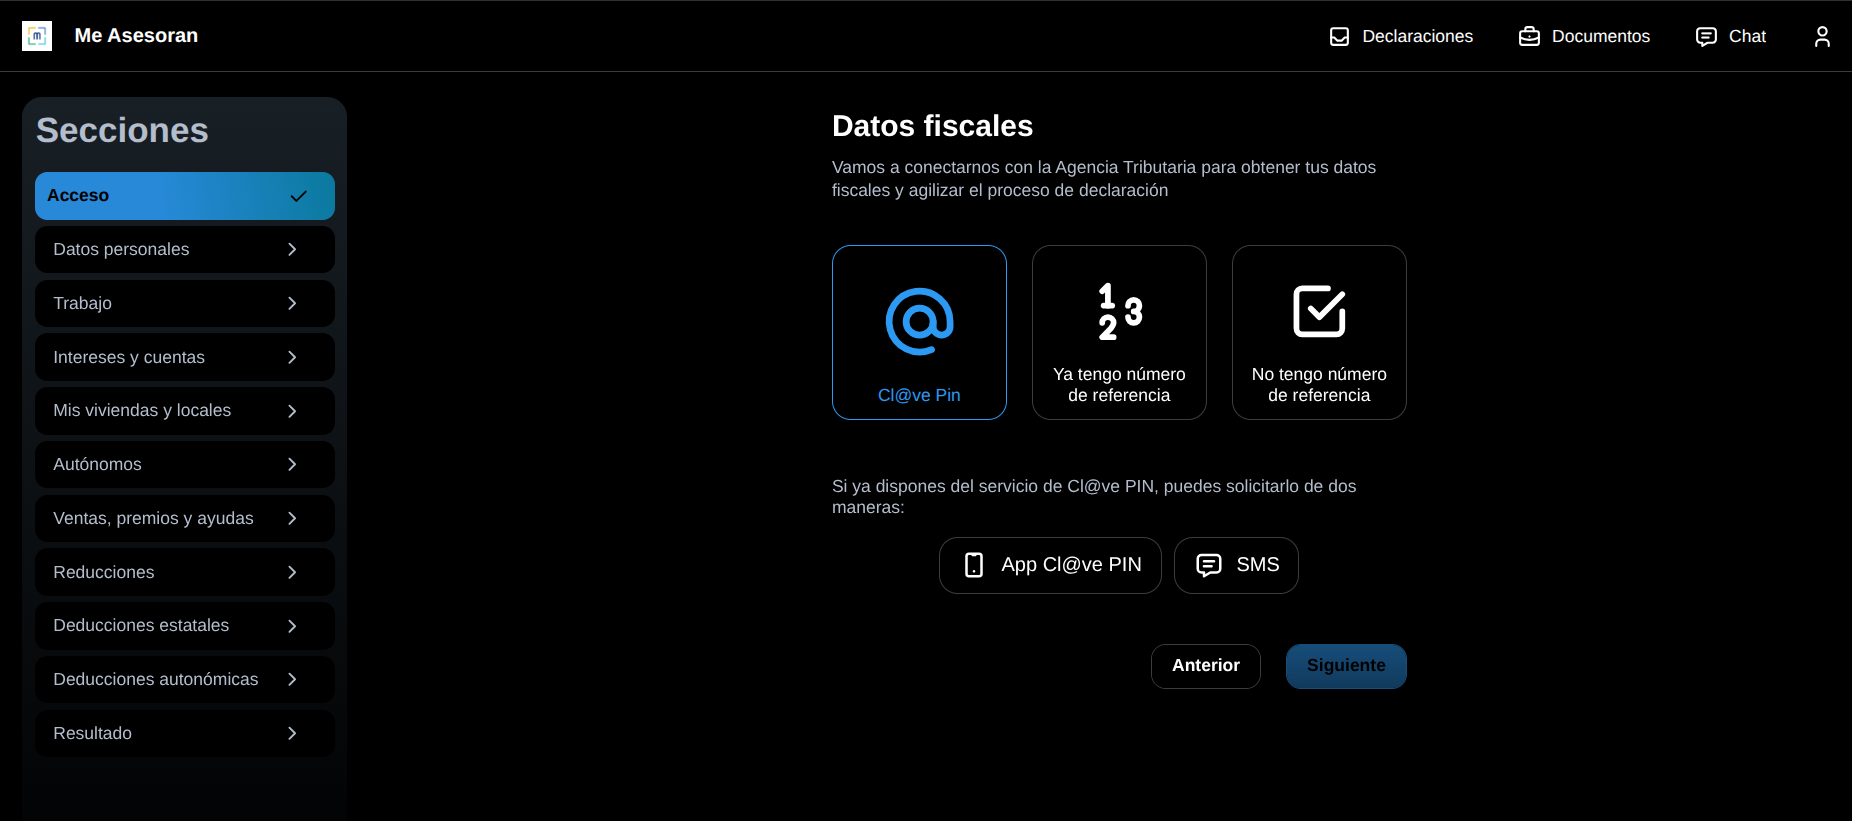 Me Asesoran
Declaraciones
Documentos
Chat
Secciones
Acceso
Datos personales
Trabajo
Intereses y cuentas
Mis viviendas y locales
Autónomos
Ventas, premios y ayudas
Reducciones
Deducciones estatales
Deducciones autonómicas
Resultado
Datos fiscales
Vamos a conectarnos con la Agencia Tributaria para obtener tus datos
fiscales y agilizar el proceso de declaración
Cl@ve Pin
Ya tengo número
de referencia
No tengo número
de referencia
Si ya dispones del servicio de Cl@ve PIN, puedes solicitarlo de dos
maneras:
App Cl@ve PIN
SMS
Anterior
Siguiente